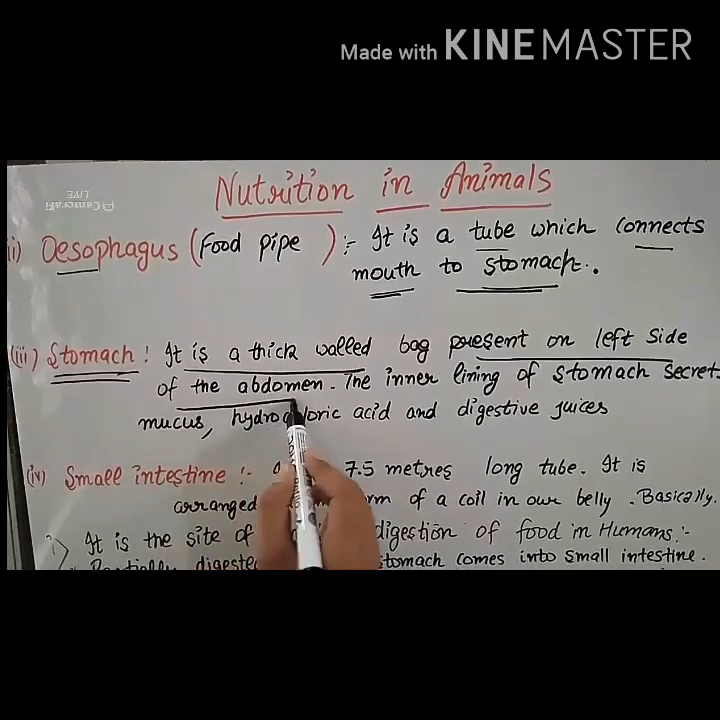 Made with KINEMASTER
CameraFi
LIVE
Nutrition in Animals
ii) Oesophagus (Food pipe) :- It is a tube which connects
mouth to stomach.
(iii) Stomach : It is a thick walled bag present on left side
of the abdomen. The inner lining of stomach secret
mucus, hydrochloric acid and digestive juices
(iv) Small intestine :- 7.5 metres long tube. It is
arranged of a coil in our belly. Basically,
i> It is the site of digestion of food in Humans:-
Partially stomach comes into small intestine.